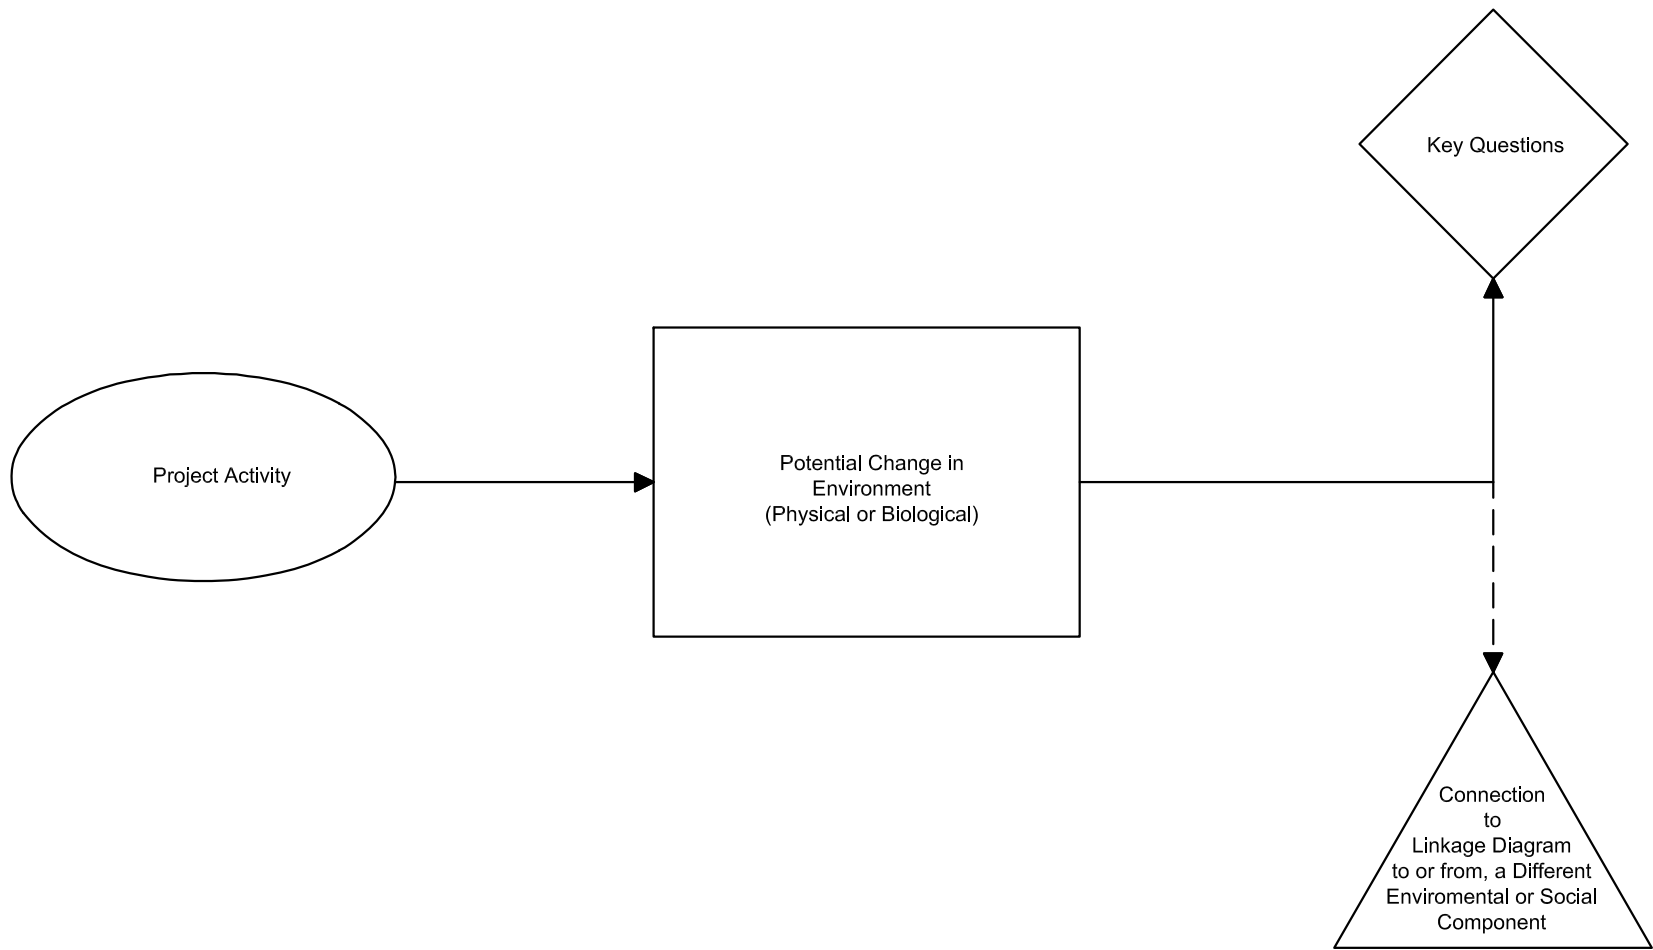 Key Questions
Project Activity
Potential Change in
Environment
(Physical or Biological)
Connection
to
Linkage Diagram
to or from, a Different
Enviromental or Social
Component